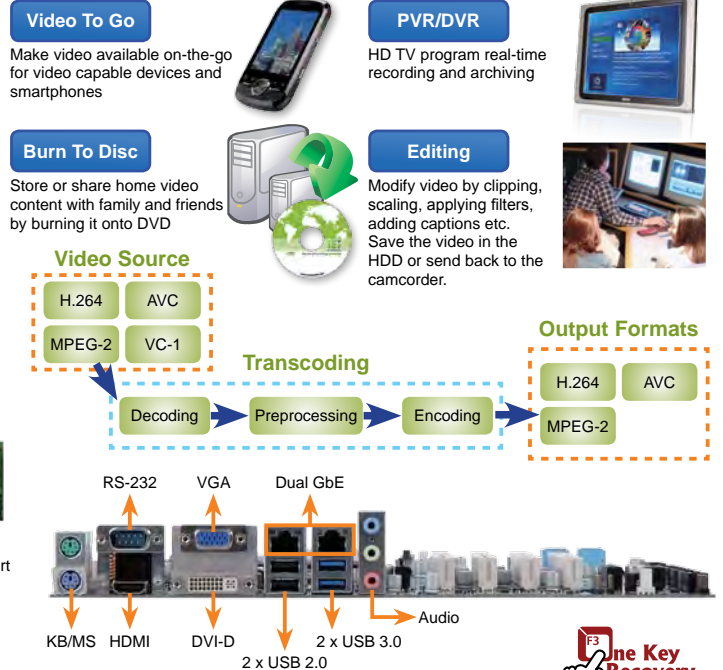 Video To Go
Make video available on-the-go
for video capable devices and
smartphones
PVR/DVR
HD TV program real-time
recording and archiving
Burn To Disc
Store or share home video
content with family and friends
by burning it onto DVD
Editing
Modify video by clipping,
scaling, applying filters,
adding captions etc.
Save the video in the
HDD or send back to the
camcorder.
Video Source
H.264
AVC
MPEG-2
VC-1
Transcoding
Decoding
Preprocessing
Encoding
Output Formats
H.264
AVC
MPEG-2
RS-232
VGA
Dual GbE
rt
KB/MS
HDMI
DVI-D
2 x USB 2.0
2 x USB 3.0
Audio
F3
ne Key
Recovery